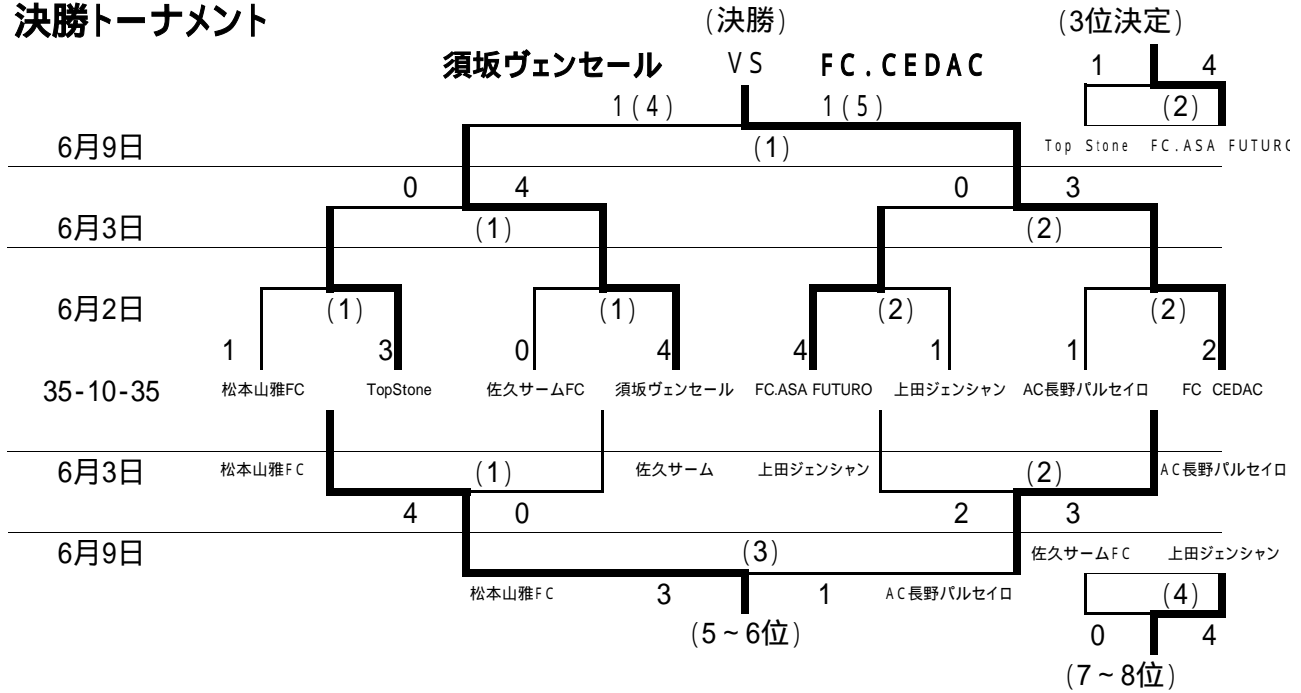 決勝トーナメント (決勝) (3位決定)
須坂ヴェンセール VS FC.CEDAC 1 4
1(4) 1(5) (2)
6月9日 (1) Top Stone FC.ASA FUTURO
0 4 0 3
6月3日 (1) (2)
6月2日 (1) (1) (2) (2)
1 3 0 4 4 1 1 2
35-10-35 松本山雅FC TopStone 佐久サームFC 須坂ヴェンセール FC.ASA FUTURO 上田ジェンシャン AC長野パルセイロ FC CEDAC
6月3日 松本山雅FC (1) 佐久サーム 上田ジェンシャン (2) AC長野パルセイロ
4 0 2 3
6月9日 (3) 佐久サームFC 上田ジェンシャン
松本山雅FC 3 1 AC長野パルセイロ (4)
(5~6位) 0 4
(7~8位)